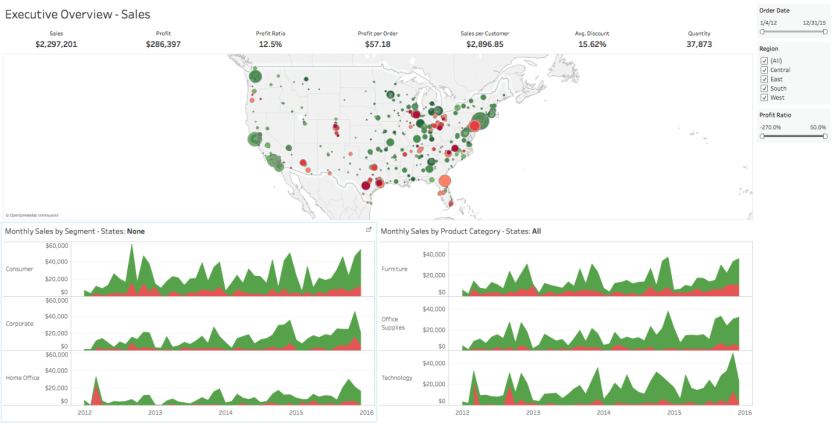 Executive Overview - Sales
Sales Profit Profit Ratio Profit per Order Sales per Customer Avg. Discount Quantity
$2,297,201 $286,397 12.5% $57.18 $2,896.85 15.62% 37,873
Order Date
1/4/12 12/31/15
Region
(All)
Central
East
South
West
Profit Ratio
-270.0% 50.0%
© OpenStreetMap contributors
Monthly Sales by Segment - States: None
Consumer
$60,000
$40,000
$20,000
$0
Corporate
$60,000
$40,000
$20,000
$0
Home Office
$60,000
$40,000
$20,000
$0
2012 2013 2014 2015 2016
Monthly Sales by Product Category - States: All
Furniture
$40,000
$20,000
$0
Office
Supplies
$40,000
$20,000
$0
Technology
$40,000
$20,000
$0
2012 2013 2014 2015 2016